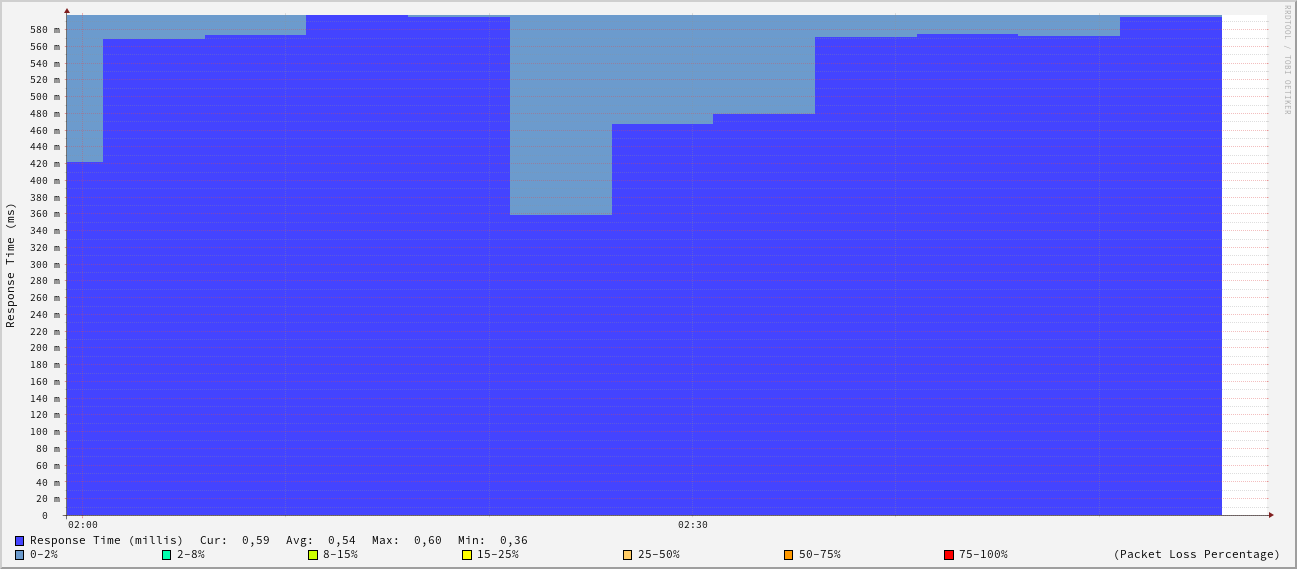 RRDTOOL / TOBI OETIKER
Response Time (ms)
580 m
560 m
540 m
520 m
500 m
480 m
460 m
440 m
420 m
400 m
380 m
360 m
340 m
320 m
300 m
280 m
260 m
240 m
220 m
200 m
180 m
160 m
140 m
120 m
100 m
80 m
60 m
40 m
20 m
0
02:00 02:30
Response Time (millis) Cur: 0,59 Avg: 0,54 Max: 0,60 Min: 0,36
0-2% 2-8% 8-15% 15-25% 25-50% 50-75% 75-100% (Packet Loss Percentage)